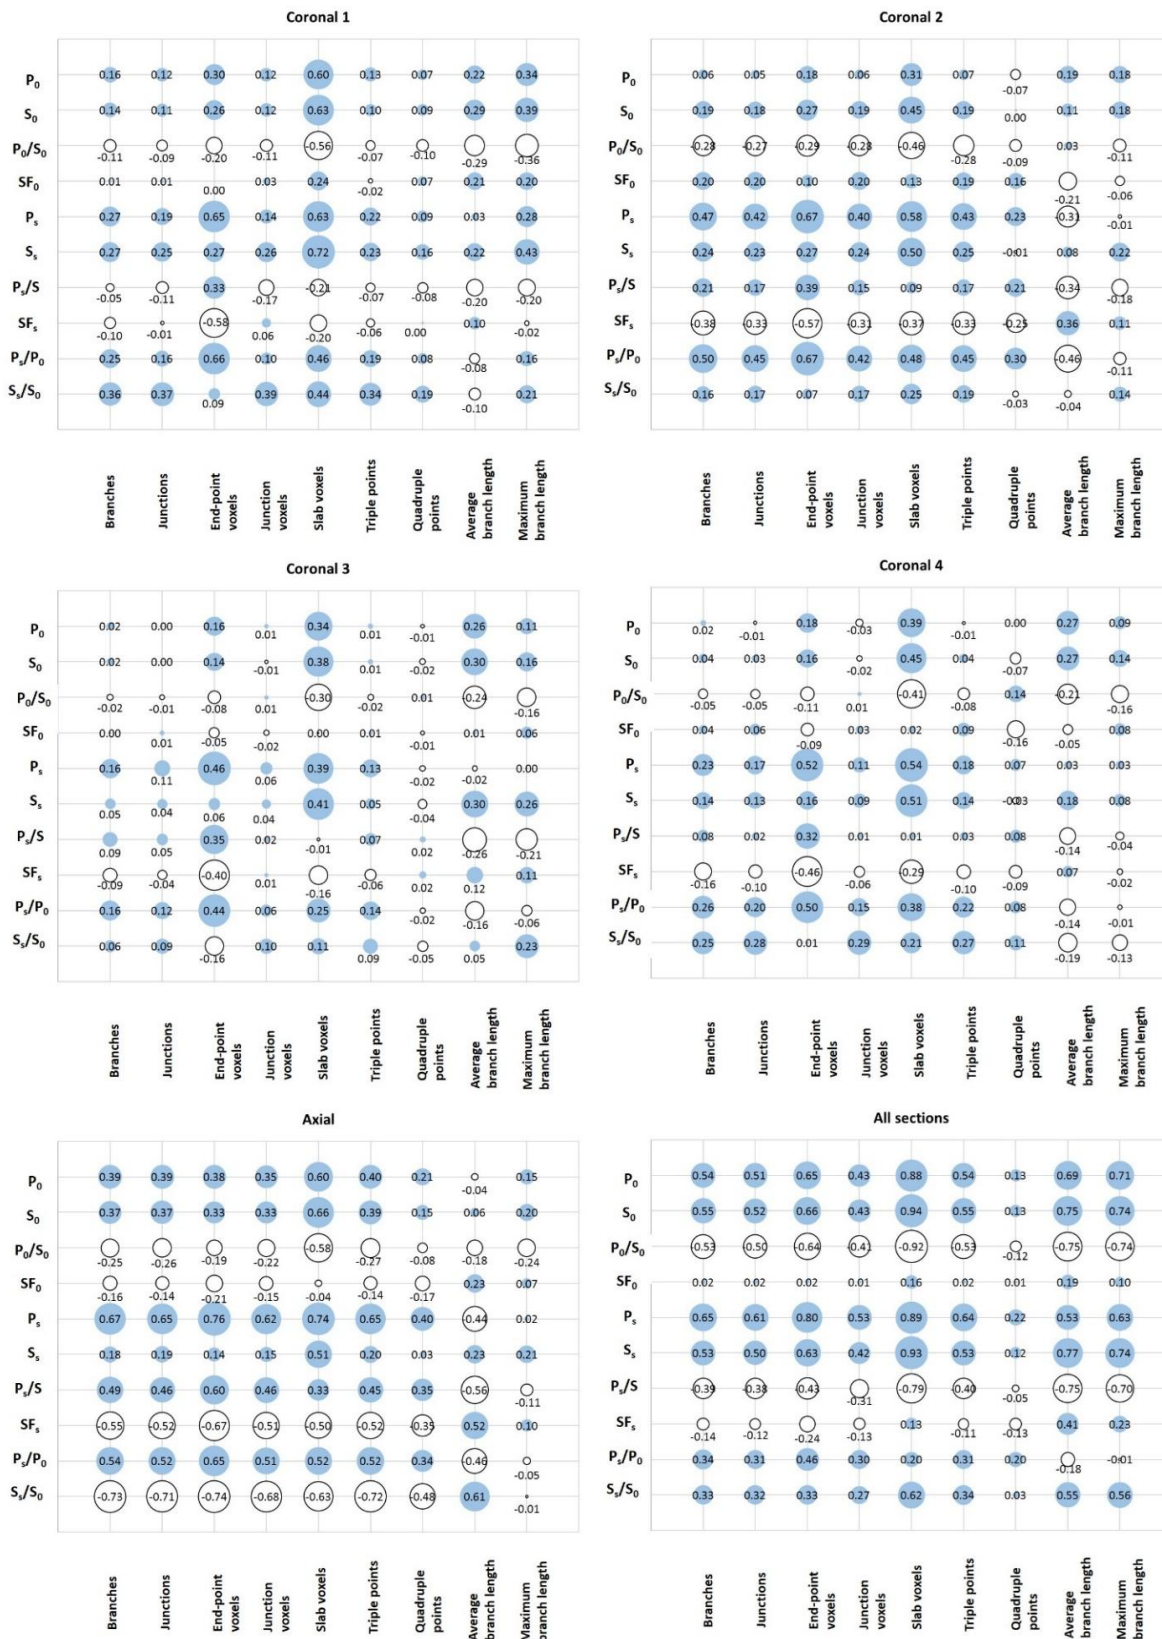 Coronal 1
P0 0.16 0.12 0.30 0.12 0.60 0.13 0.07 0.22 0.34
S0 0.14 0.11 0.26 0.12 0.63 0.10 0.09 0.29 0.39
P0/S0 -0.11 -0.09 -0.20 -0.11 -0.56 -0.07 -0.10 -0.29 -0.36
SF0 0.01 0.01 0.00 0.03 0.24 -0.02 0.07 0.21 0.20
Ps 0.27 0.19 0.65 0.14 0.63 0.22 0.09 0.03 0.28
Ss 0.27 0.25 0.27 0.26 0.72 0.23 0.16 0.22 0.43
Ps/S -0.05 -0.11 0.33 -0.17 -0.21 -0.07 -0.08 -0.20 -0.20
SFs -0.10 -0.01 -0.58 0.06 -0.20 -0.06 0.00 0.10 -0.02
Ps/P0 0.25 0.16 0.66 0.10 0.46 0.19 0.08 -0.08 0.16
Ss/S0 0.36 0.37 0.09 0.39 0.44 0.34 0.19 -0.10 0.21
Branches
Junctions
End-point
voxels
Junction
voxels
Slab voxels
Triple points
Quadruple
points
Average
branch length
Maximum
branch length
Coronal 2
P0 0.06 0.05 0.18 0.06 0.31 0.07 -0.07 0.19 0.18
S0 0.19 0.18 0.27 0.19 0.45 0.19 0.00 0.11 0.18
P0/S0 -0.28 -0.27 -0.29 -0.28 -0.46 -0.28 -0.09 0.03 -0.11
SF0 0.20 0.20 0.10 0.20 0.13 0.19 0.16 -0.21 -0.06
Ps 0.47 0.42 0.67 0.40 0.58 0.43 0.23 -0.31 -0.01
Ss 0.24 0.23 0.27 0.24 0.50 0.25 -0.01 0.08 0.22
Ps/S 0.21 0.17 0.39 0.15 0.09 0.17 0.21 -0.34 -0.18
SFs -0.38 -0.33 -0.57 -0.31 -0.37 -0.33 -0.25 0.36 0.11
Ps/P0 0.50 0.45 0.67 0.42 0.48 0.45 0.30 -0.46 -0.11
Ss/S0 0.16 0.17 0.07 0.17 0.25 0.19 -0.03 -0.04 0.14
Branches
Junctions
End-point
voxels
Junction
voxels
Slab voxels
Triple points
Quadruple
points
Average
branch length
Maximum
branch length
Coronal 3
P0 0.02 0.00 0.16 0.01 0.34 0.01 -0.01 0.26 0.11
S0 0.02 0.00 0.14 -0.01 0.38 0.01 -0.02 0.30 0.16
P0/S0 -0.02 -0.01 -0.08 0.01 -0.30 -0.02 0.01 -0.24 -0.16
SF0 0.00 0.01 -0.05 -0.02 0.00 0.01 -0.01 0.01 0.06
Ps 0.16 0.11 0.46 0.06 0.39 0.13 -0.02 -0.02 0.00
Ss 0.05 0.04 0.06 0.04 0.41 0.05 -0.04 0.30 0.26
Ps/S 0.09 0.05 0.35 0.02 -0.01 0.07 0.02 -0.26 -0.21
SFs -0.09 -0.04 -0.40 0.01 -0.16 -0.06 0.02 0.12 0.11
Ps/P0 0.16 0.12 0.44 0.06 0.25 0.14 -0.02 -0.16 -0.06
Ss/S0 0.06 0.09 -0.16 0.10 0.11 0.09 -0.05 0.05 0.23
Branches
Junctions
End-point
voxels
Junction
voxels
Slab voxels
Triple points
Quadruple
points
Average
branch length
Maximum
branch length
Coronal 4
P0 0.02 -0.01 0.18 -0.03 0.39 -0.01 0.00 0.27 0.09
S0 0.04 0.03 0.16 -0.02 0.45 0.04 -0.07 0.27 0.14
P0/S0 -0.05 -0.05 -0.11 0.01 -0.41 -0.08 0.14 -0.21 -0.16
SF0 0.04 0.06 -0.09 0.03 0.02 0.09 -0.16 -0.05 0.08
Ps 0.23 0.17 0.52 0.11 0.54 0.18 0.07 0.03 0.03
Ss 0.14 0.13 0.16 0.09 0.51 0.14 -0.03 0.18 0.08
Ps/S 0.08 0.02 0.32 0.01 0.01 0.03 0.08 -0.14 -0.04
SFs -0.16 -0.10 -0.46 -0.06 -0.29 -0.10 -0.09 0.07 -0.02
Ps/P0 0.26 0.20 0.50 0.15 0.38 0.22 0.08 -0.14 -0.01
Ss/S0 0.25 0.28 0.01 0.29 0.21 0.27 0.11 -0.19 -0.13
Branches
Junctions
End-point
voxels
Junction
voxels
Slab voxels
Triple points
Quadruple
points
Average
branch length
Maximum
branch length
Axial
P0 0.39 0.39 0.38 0.35 0.60 0.40 0.21 -0.04 0.15
S0 0.37 0.37 0.33 0.33 0.66 0.39 0.15 0.06 0.20
P0/S0 -0.25 -0.26 -0.19 -0.22 -0.58 -0.27 -0.08 -0.18 -0.24
SF0 -0.16 -0.14 -0.21 -0.15 -0.04 -0.14 -0.17 0.23 0.07
Ps 0.67 0.65 0.76 0.62 0.74 0.65 0.40 -0.44 0.02
Ss 0.18 0.19 0.14 0.15 0.51 0.20 0.03 0.23 0.21
Ps/S 0.49 0.46 0.60 0.46 0.33 0.45 0.35 -0.56 -0.11
SFs -0.55 -0.52 -0.67 -0.51 -0.50 -0.52 -0.35 0.52 0.10
Ps/P0 0.54 0.52 0.65 0.51 0.52 0.52 0.34 -0.46 -0.05
Ss/S0 -0.73 -0.71 -0.74 -0.68 -0.63 -0.72 -0.48 0.61 -0.01
Branches
Junctions
End-point
voxels
Junction
voxels
Slab voxels
Triple points
Quadruple
points
Average
branch length
Maximum
branch length
All sections
P0 0.54 0.51 0.65 0.43 0.88 0.54 0.13 0.69 0.71
S0 0.55 0.52 0.66 0.43 0.94 0.55 0.13 0.75 0.74
P0/S0 -0.53 -0.50 -0.64 -0.41 -0.92 -0.53 -0.12 -0.75 -0.74
SF0 0.02 0.02 0.02 0.01 0.16 0.02 0.01 0.19 0.10
Ps 0.65 0.61 0.80 0.53 0.89 0.64 0.22 0.53 0.63
Ss 0.53 0.50 0.63 0.42 0.93 0.53 0.12 0.77 0.74
Ps/S -0.39 -0.38 -0.43 -0.31 -0.79 -0.40 -0.05 -0.75 -0.70
SFs -0.14 -0.12 -0.24 -0.13 0.13 -0.11 -0.13 0.41 0.23
Ps/P0 0.34 0.31 0.46 0.30 0.20 0.31 0.20 -0.18 -0.01
Ss/S0 0.33 0.32 0.33 0.27 0.62 0.34 0.03 0.55 0.56
Branches
Junctions
End-point
voxels
Junction
voxels
Slab voxels
Triple points
Quadruple
points
Average
branch length
Maximum
branch length